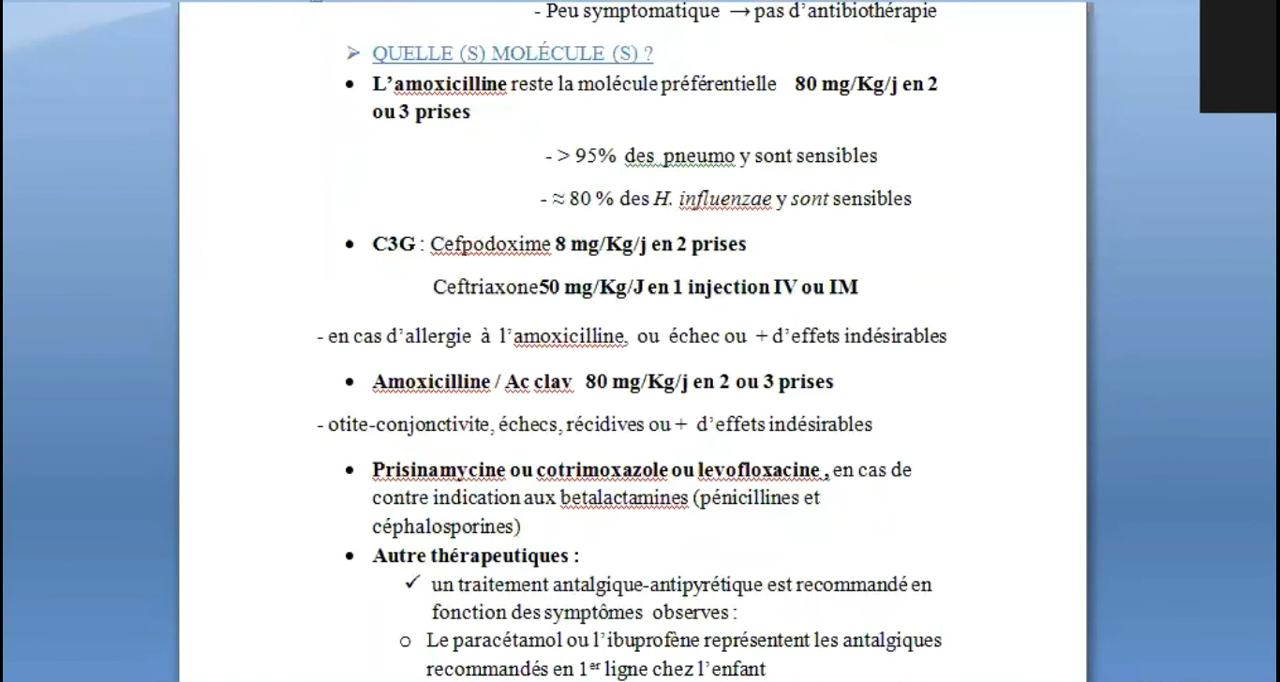 - Peu symptomatique → pas d'antibiothérapie
➢ QUELLE (S) MOLÉCULE (S) ?
• L'amoxicilline reste la molécule préférentielle 80 mg/Kg/j en 2
ou 3 prises
- > 95% des pneumo y sont sensibles
- ≈ 80 % des H. influenzae y sont sensibles
• C3G : Cefpodoxime 8 mg/Kg/j en 2 prises
Ceftriaxone50 mg/Kg/J en 1 injection IV ou IM
- en cas d'allergie à l'amoxicilline, ou échec ou + d'effets indésirables
• Amoxicilline / Ac clav 80 mg/Kg/j en 2 ou 3 prises
- otite-conjonctivite, échecs, récidives ou + d'effets indésirables
• Prisinamycine ou cotrimoxazole ou levofloxacine , en cas de
contre indication aux betalactamines (pénicillines et
céphalosporines)
• Autre thérapeutiques :
✓ un traitement antalgique-antipyrétique est recommandé en
fonction des symptômes observes :
o Le paracétamol ou l'ibuprofène représentent les antalgiques
recommandés en 1er ligne chez l'enfant